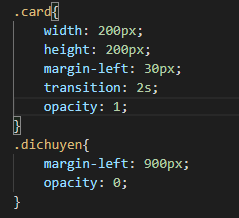 .card{
    width: 200px;
    height: 200px;
    margin-left: 30px;
    transition: 2s;
    opacity: 1;
}
.dichuyen{
    margin-left: 900px;
    opacity: 0;
}